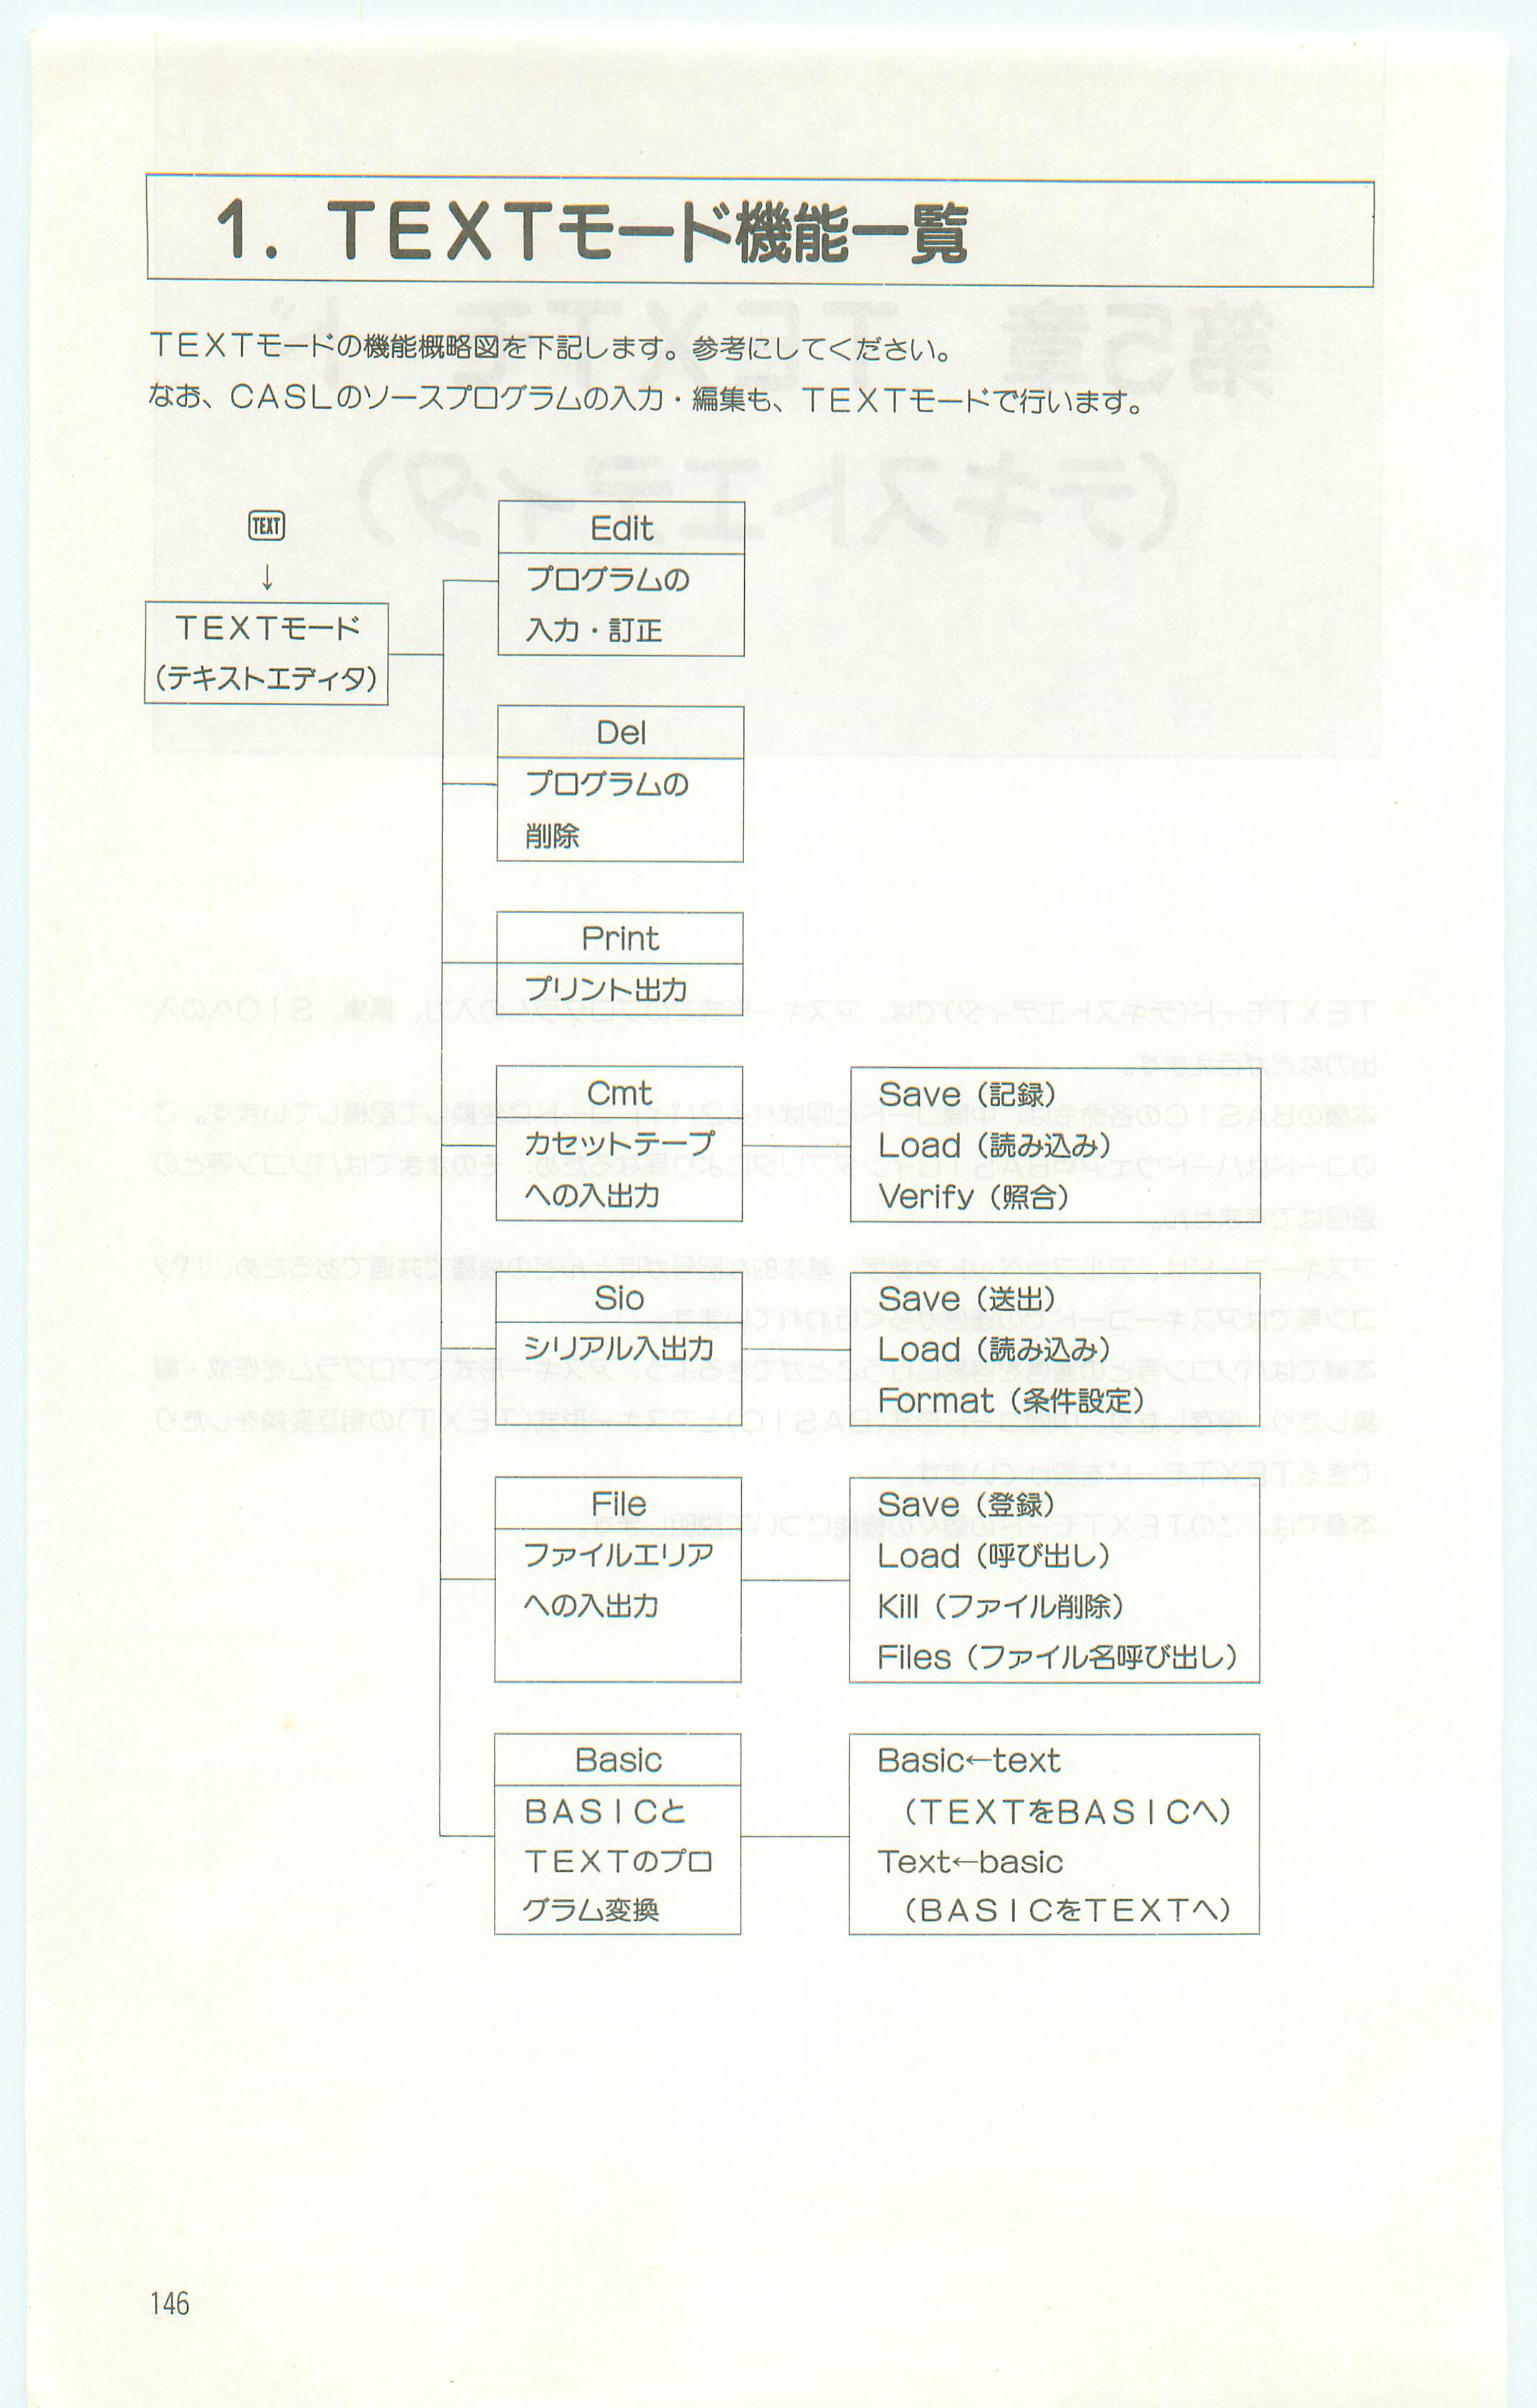 1. TEXTモード機能一覧
TEXTモードの機能概略図を下記します。参考にしてください。
なお、CASLのソースプログラムの入力・編集も、TEXTモードで行います。
TEXT
↓
TEXTモード
(テキストエディタ)
Edit
プログラムの
入力・訂正
Del
プログラムの
削除
Print
プリント出力
Cmt
カセットテープ
への入出力
Save (記録)
Load (読み込み)
Verify (照合)
Sio
シリアル入出力
Save (送出)
Load (読み込み)
Format (条件設定)
File
ファイルエリア
への入出力
Save (登録)
Load (呼び出し)
Kill (ファイル削除)
Files (ファイル名呼び出し)
Basic
BASICと
TEXTのプロ
グラム変換
Basic←text
(TEXTをBASICへ)
Text←basic
(BASICをTEXTへ)
146